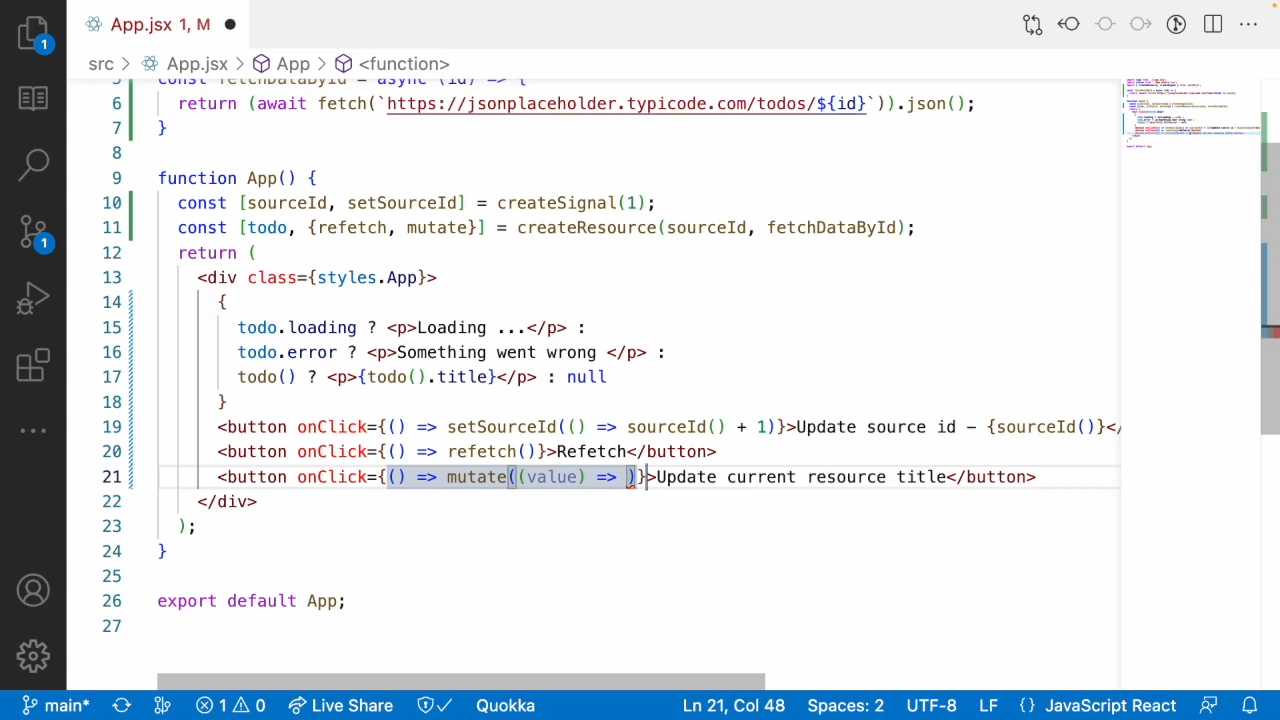 1
App.jsx 1, M
src > App.jsx > App > <function>
const fetchDataById = async (id) => {
6 return (await fetch(`https://jsonplaceholder.typicode.com/todos/${id}`)).json();
7 }
8
9 function App() {
10 const [sourceId, setSourceId] = createSignal(1);
11 const [todo, {refetch, mutate}] = createResource(sourceId, fetchDataById);
12 return (
13 <div class={styles.App}>
14 {
15 todo.loading ? <p>Loading ...</p> :
16 todo.error ? <p>Something went wrong </p> :
17 todo() ? <p>{todo().title}</p> : null
18 }
19 <button onClick={() => setSourceId(() => sourceId() + 1)}>Update source id - {sourceId()}</
20 <button onClick={() => refetch()}>Refetch</button>
21 <button onClick={() => mutate((value) => )}>Update current resource title</button>
22 </div>
23 );
24 }
25
26 export default App;
27
1
main* 1 0 Live Share Quokka Ln 21, Col 48 Spaces: 2 UTF-8 LF {} JavaScript React